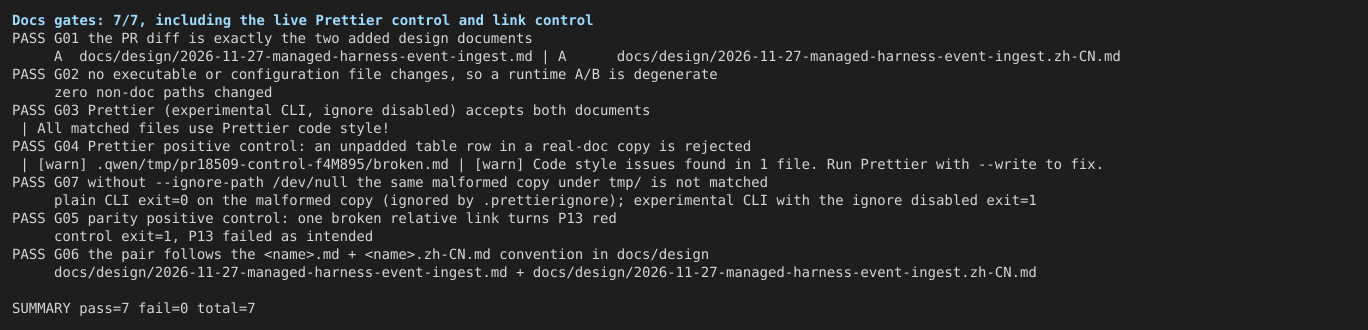 Docs gates: 7/7, including the live Prettier control and link control
PASS G01 the PR diff is exactly the two added design documents
A  docs/design/2026-11-27-managed-harness-event-ingest.md | A      docs/design/2026-11-27-managed-harness-event-ingest.zh-CN.md
PASS G02 no executable or configuration file changes, so a runtime A/B is degenerate
zero non-doc paths changed
PASS G03 Prettier (experimental CLI, ignore disabled) accepts both documents
| All matched files use Prettier code style!
PASS G04 Prettier positive control: an unpadded table row in a real-doc copy is rejected
| [warn] .qwen/tmp/pr18509-control-f4M895/broken.md | [warn] Code style issues found in 1 file. Run Prettier with --write to fix.
PASS G07 without --ignore-path /dev/null the same malformed copy under tmp/ is not matched
plain CLI exit=0 on the malformed copy (ignored by .prettierignore); experimental CLI with the ignore disabled exit=1
PASS G05 parity positive control: one broken relative link turns P13 red
control exit=1, P13 failed as intended
PASS G06 the pair follows the <name>.md + <name>.zh-CN.md convention in docs/design
docs/design/2026-11-27-managed-harness-event-ingest.md + docs/design/2026-11-27-managed-harness-event-ingest.zh-CN.md
SUMMARY pass=7 fail=0 total=7